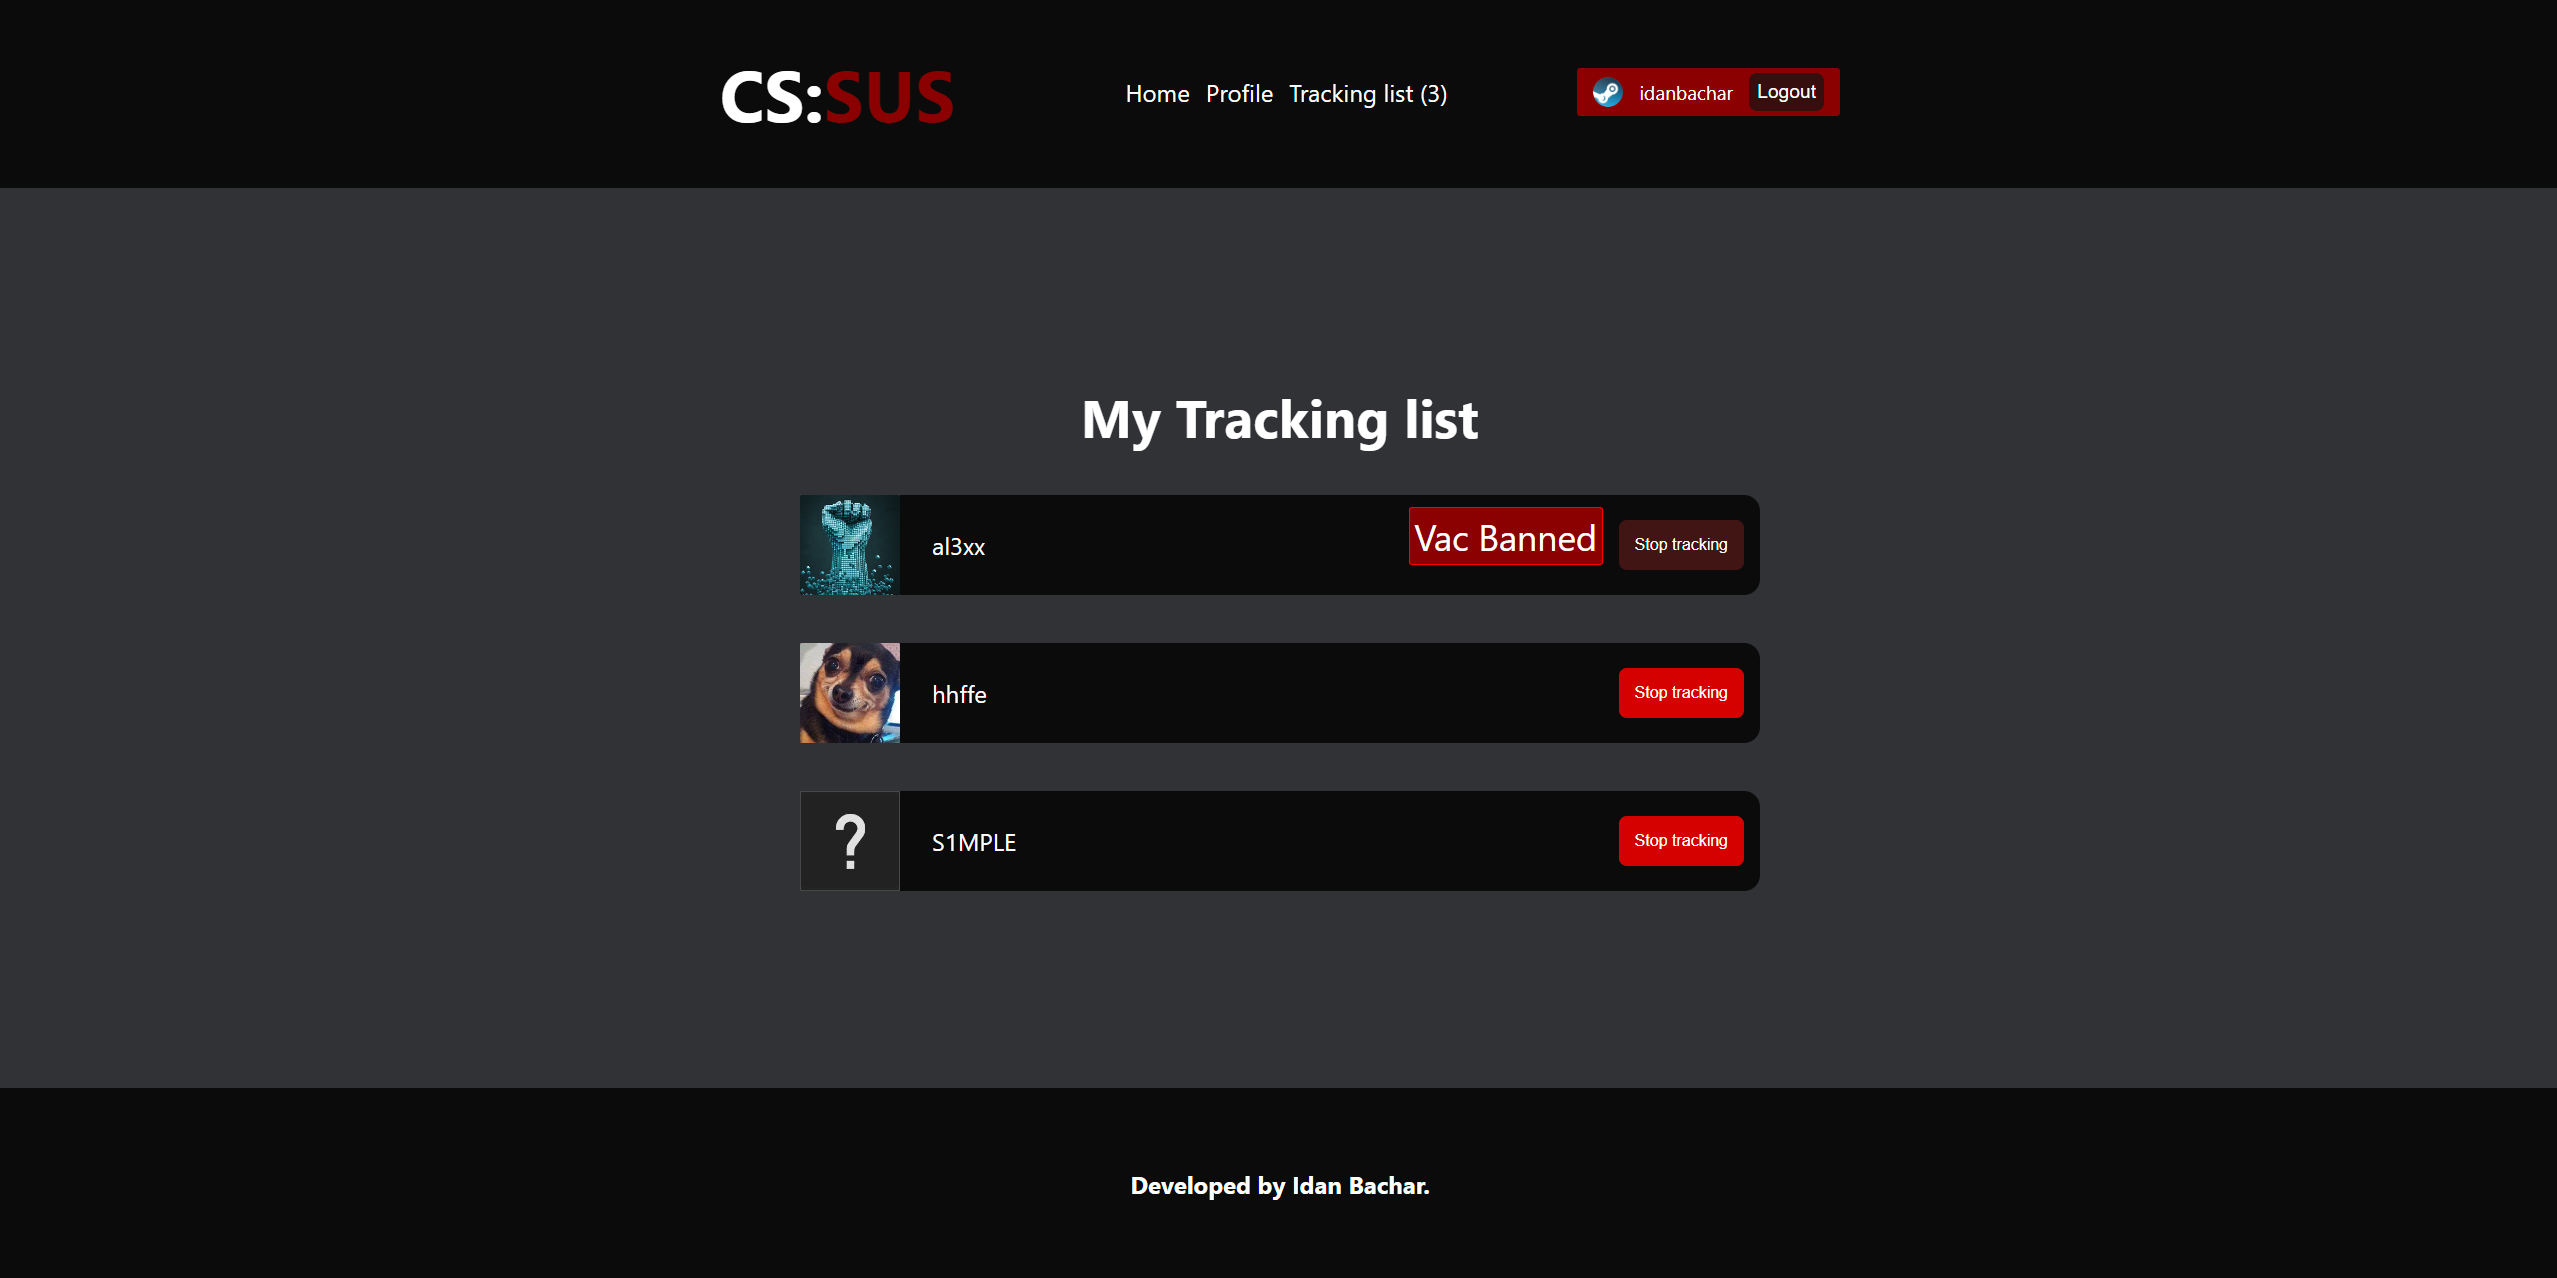 CS:SUS
Home Profile Tracking list (3)
idanbachar Logout
My Tracking list
al3xx Vac Banned Stop tracking
hhffe Stop tracking
?
S1MPLE Stop tracking
Developed by Idan Bachar.